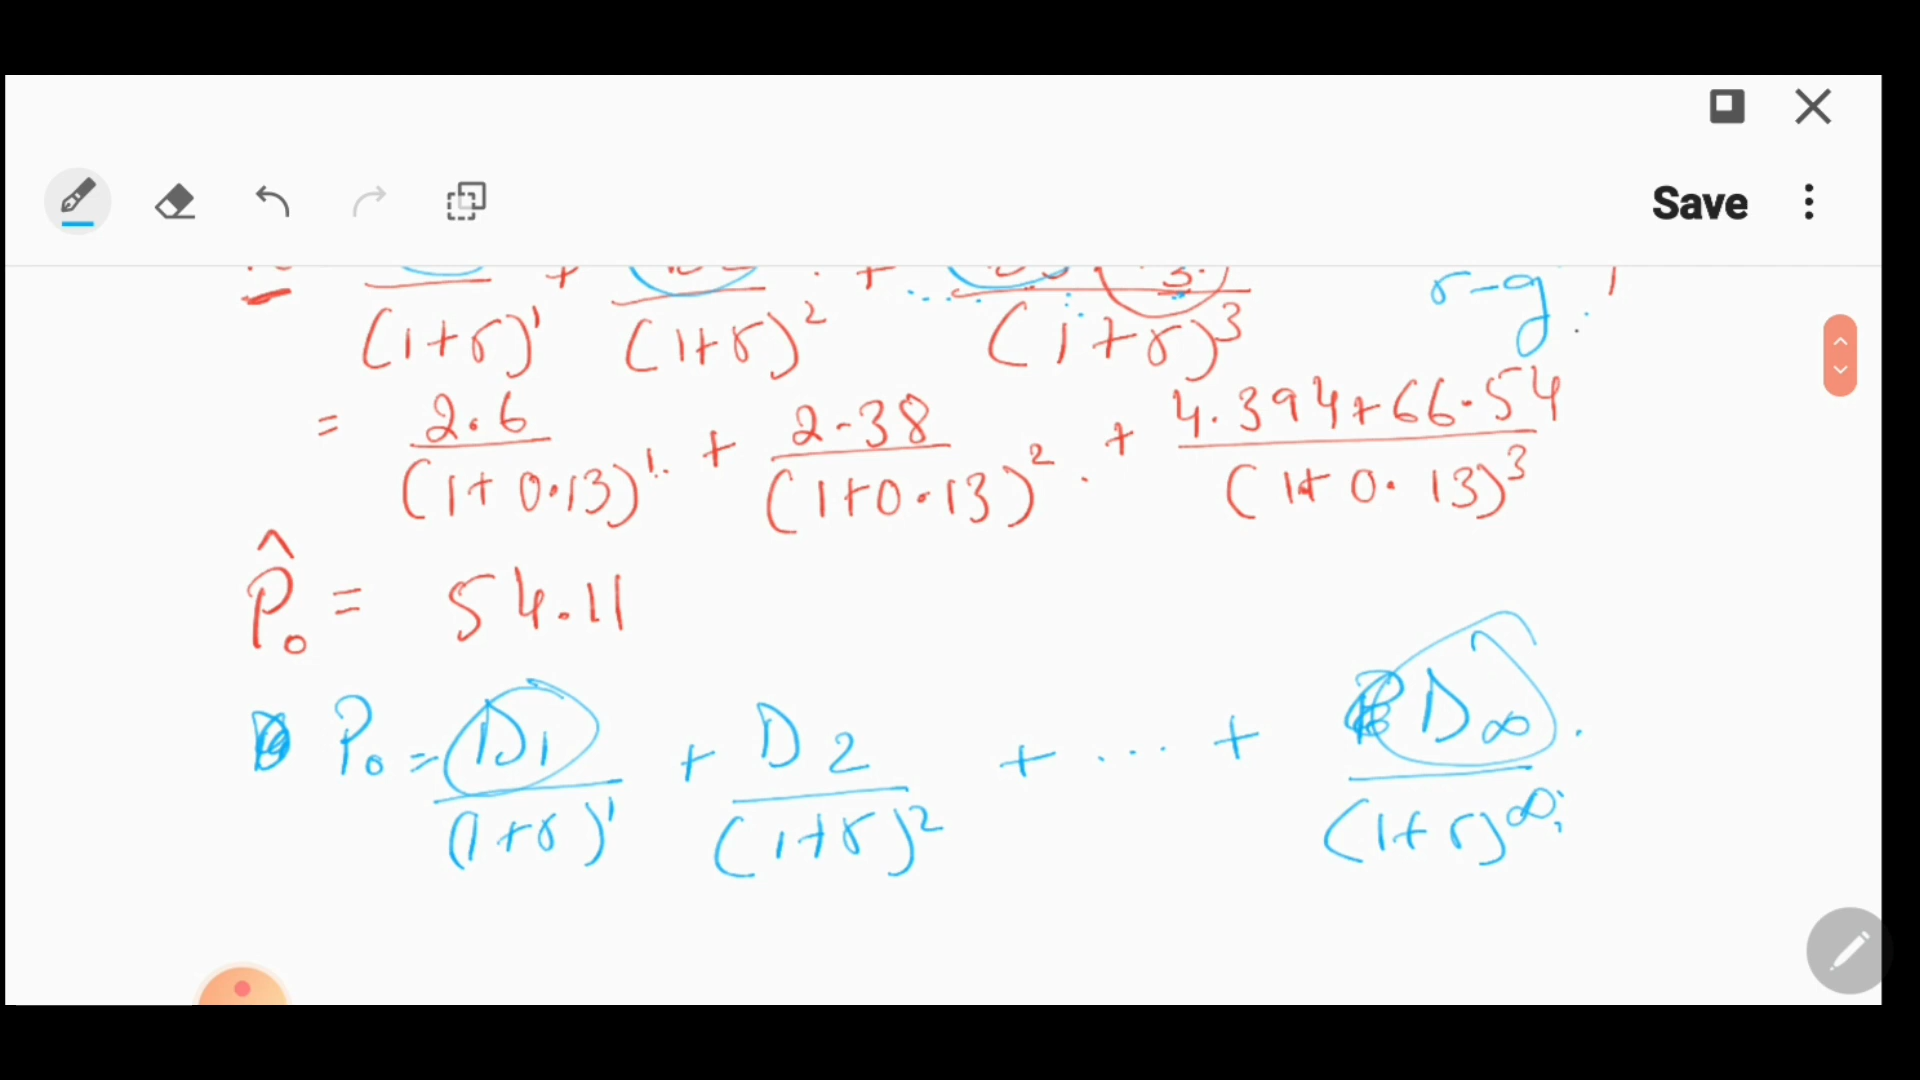 Save
(1+r)^1 (1+r)^2 (1+r)^3 r-g
= 2.6/(1+0.13)^1 + 2.38/(1+0.13)^2 + 4.394+66.54/(1+0.13)^3
P̂₀ = 54.11
P₀ = D₁/(1+r)^1 + D₂/(1+r)^2 + ... + D∞/(1+r)^∞